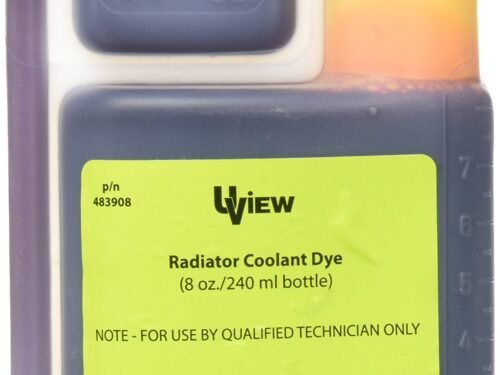 p/n
483908
UView
Radiator Coolant Dye
(8 oz./240 ml bottle)
NOTE - FOR USE BY QUALIFIED TECHNICIAN ONLY
7
6
5
4